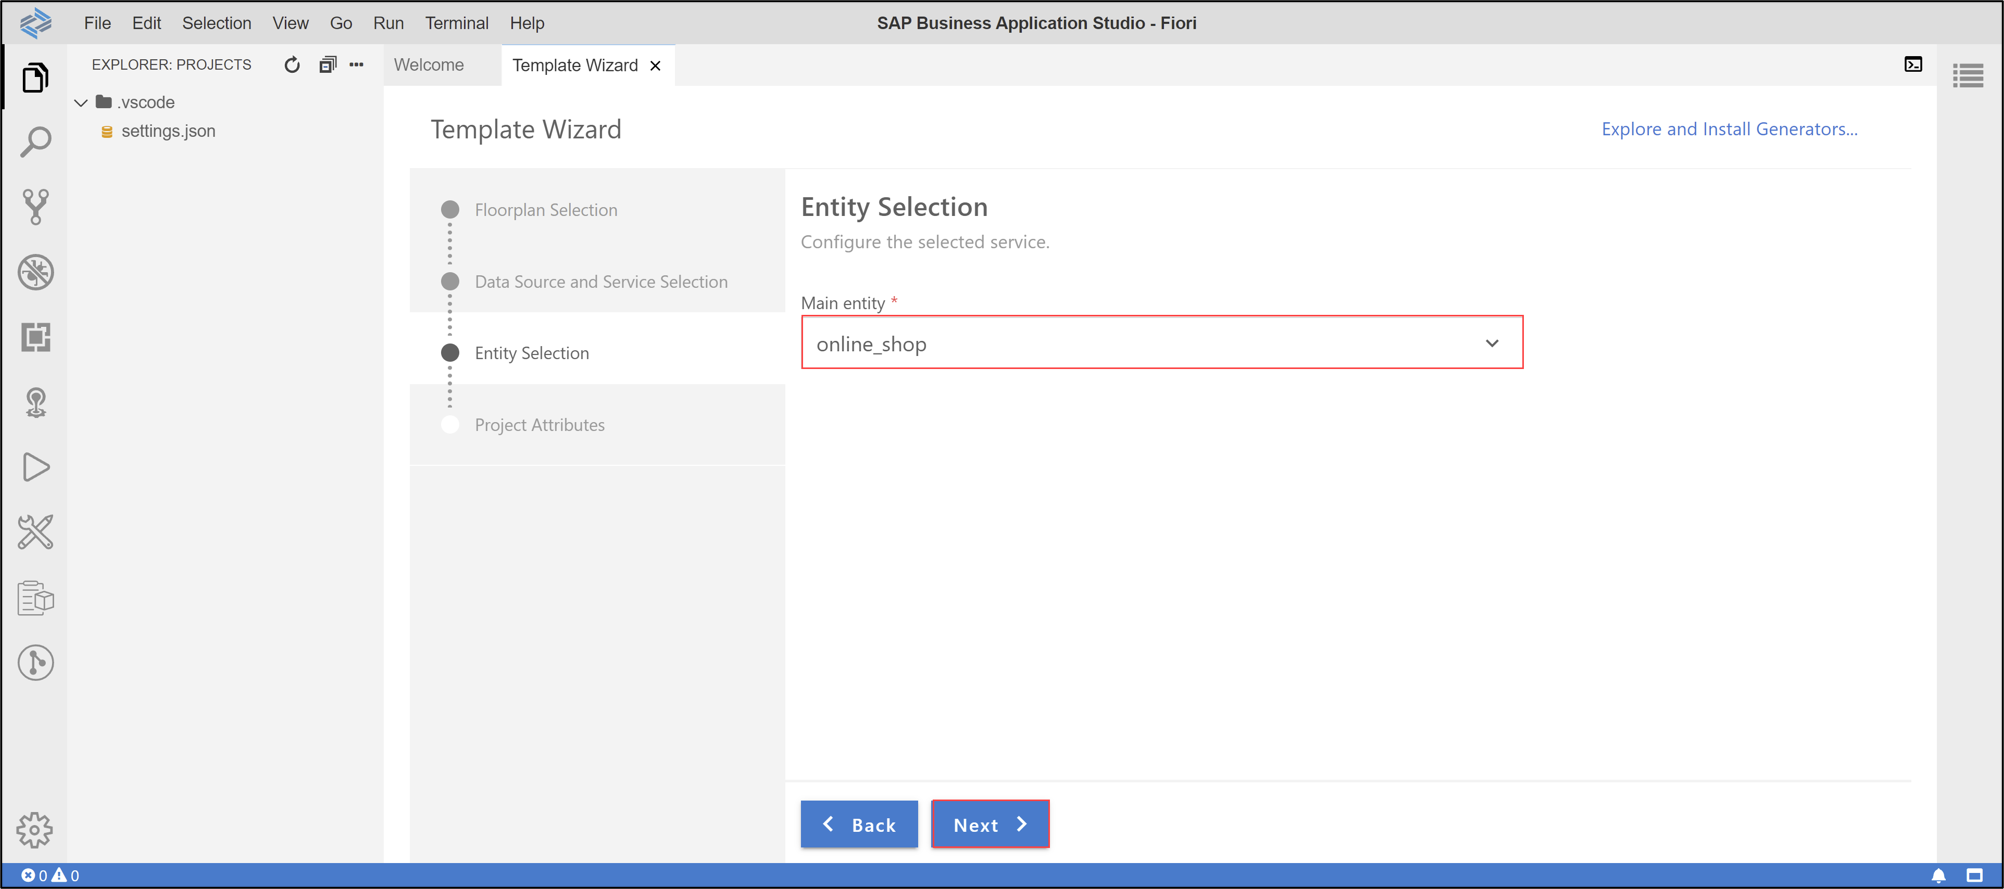 File Edit Selection View Go Run Terminal Help
SAP Business Application Studio - Fiori
EXPLORER: PROJECTS
Welcome
Template Wizard
.vscode
settings.json
Template Wizard
Explore and Install Generators...
Floorplan Selection
Data Source and Service Selection
Entity Selection
Project Attributes
Entity Selection
Configure the selected service.
Main entity *
online_shop
Back
Next
0 0